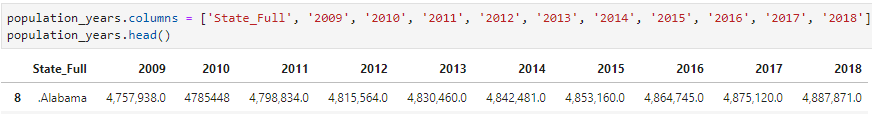 population_years.columns = ['State_Full', '2009', '2010', '2011', '2012', '2013', '2014', '2015', '2016', '2017', '2018']
population_years.head()
State_Full 2009 2010 2011 2012 2013 2014 2015 2016 2017 2018
8 .Alabama 4,757,938.0 4785448 4,798,834.0 4,815,564.0 4,830,460.0 4,842,481.0 4,853,160.0 4,864,745.0 4,875,120.0 4,887,871.0